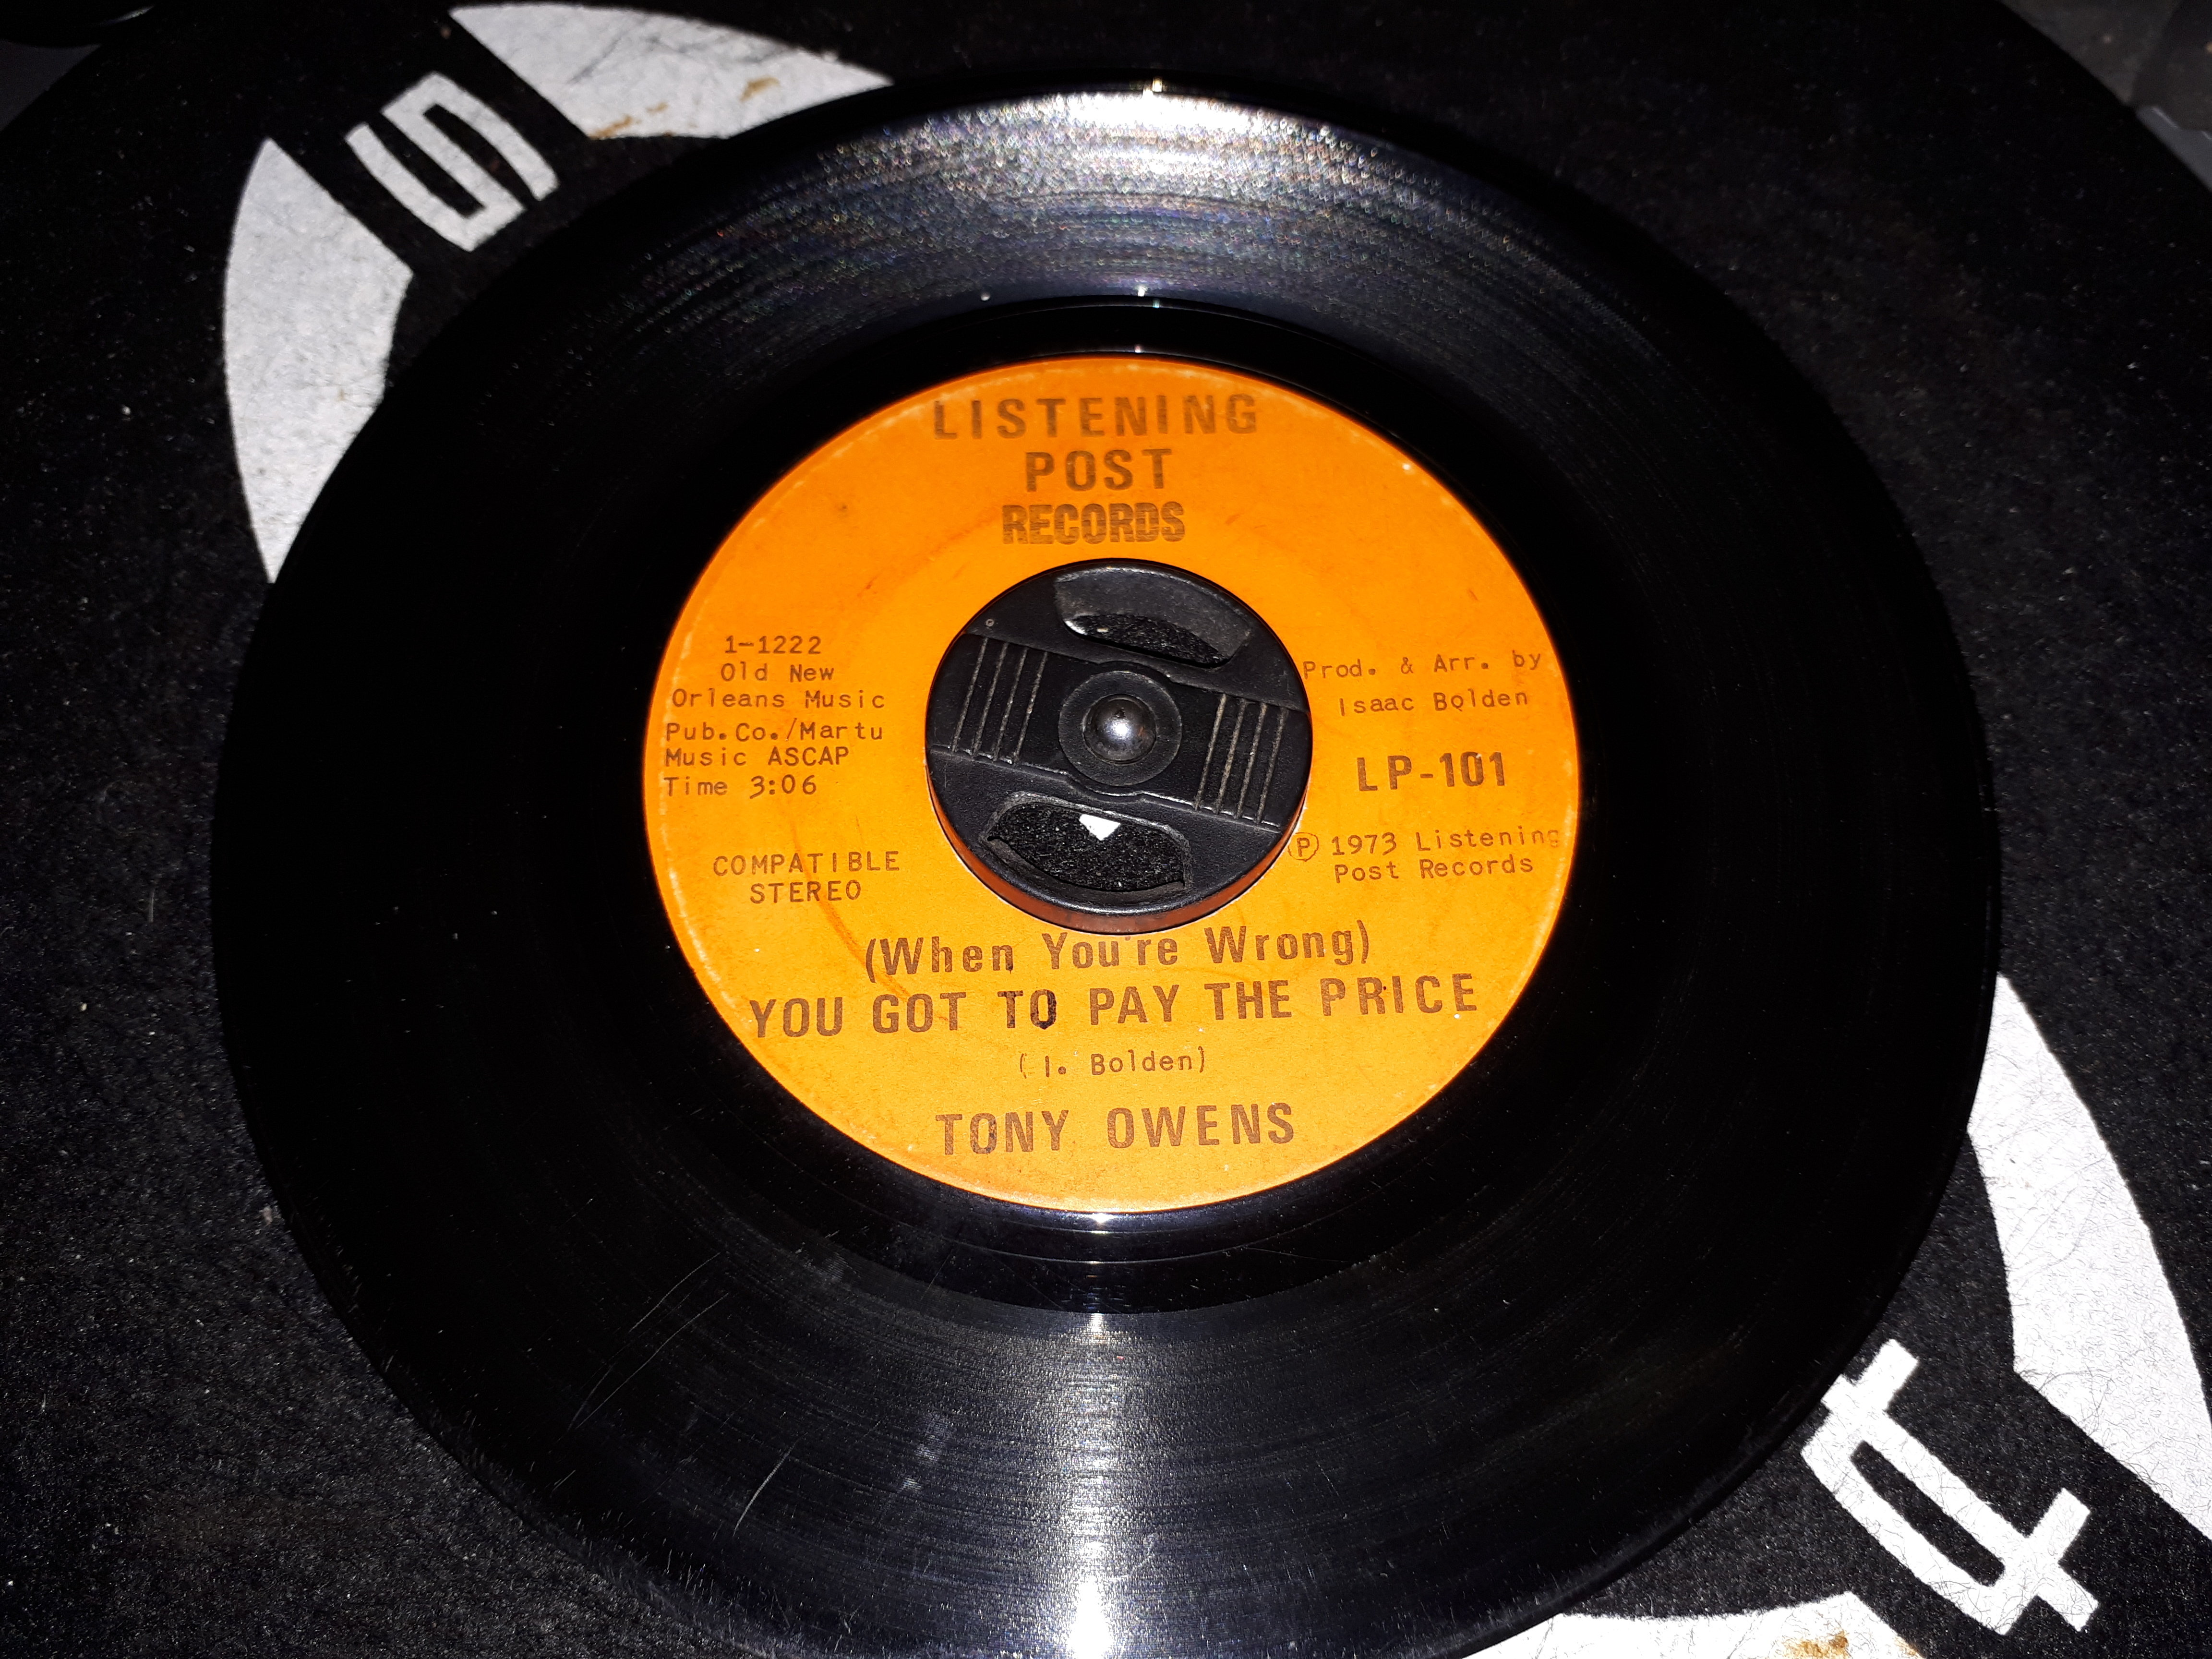 LISTENING
POST
RECORDS
1-1222
Old New
Orleans Music
Pub.Co./Martu
Music ASCAP
Time 3:06
COMPATIBLE
STEREO
Prod. & Arr. by
Isaac Bolden
LP-101
Ⓟ 1973 Listening
Post Records
(When You're Wrong)
YOU GOT TO PAY THE PRICE
( I. Bolden)
TONY OWENS